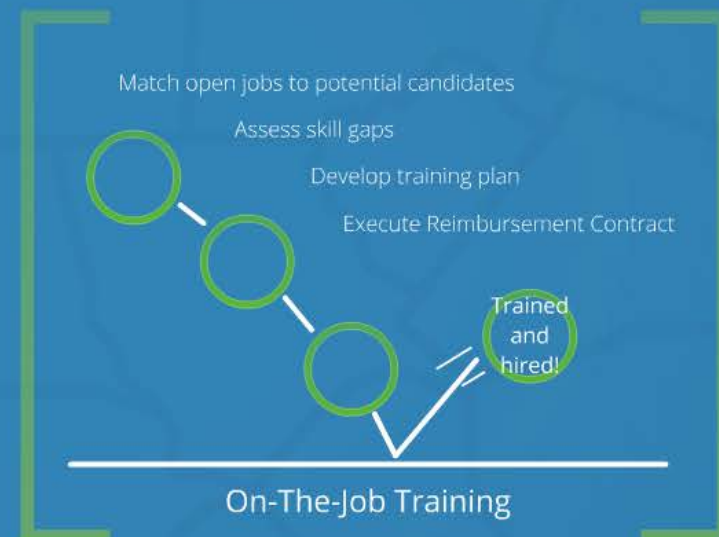 Match open jobs to potential candidates
Assess skill gaps
Develop training plan
Execute Reimbursement Contract
Trained
and
hired!
On-The-Job Training